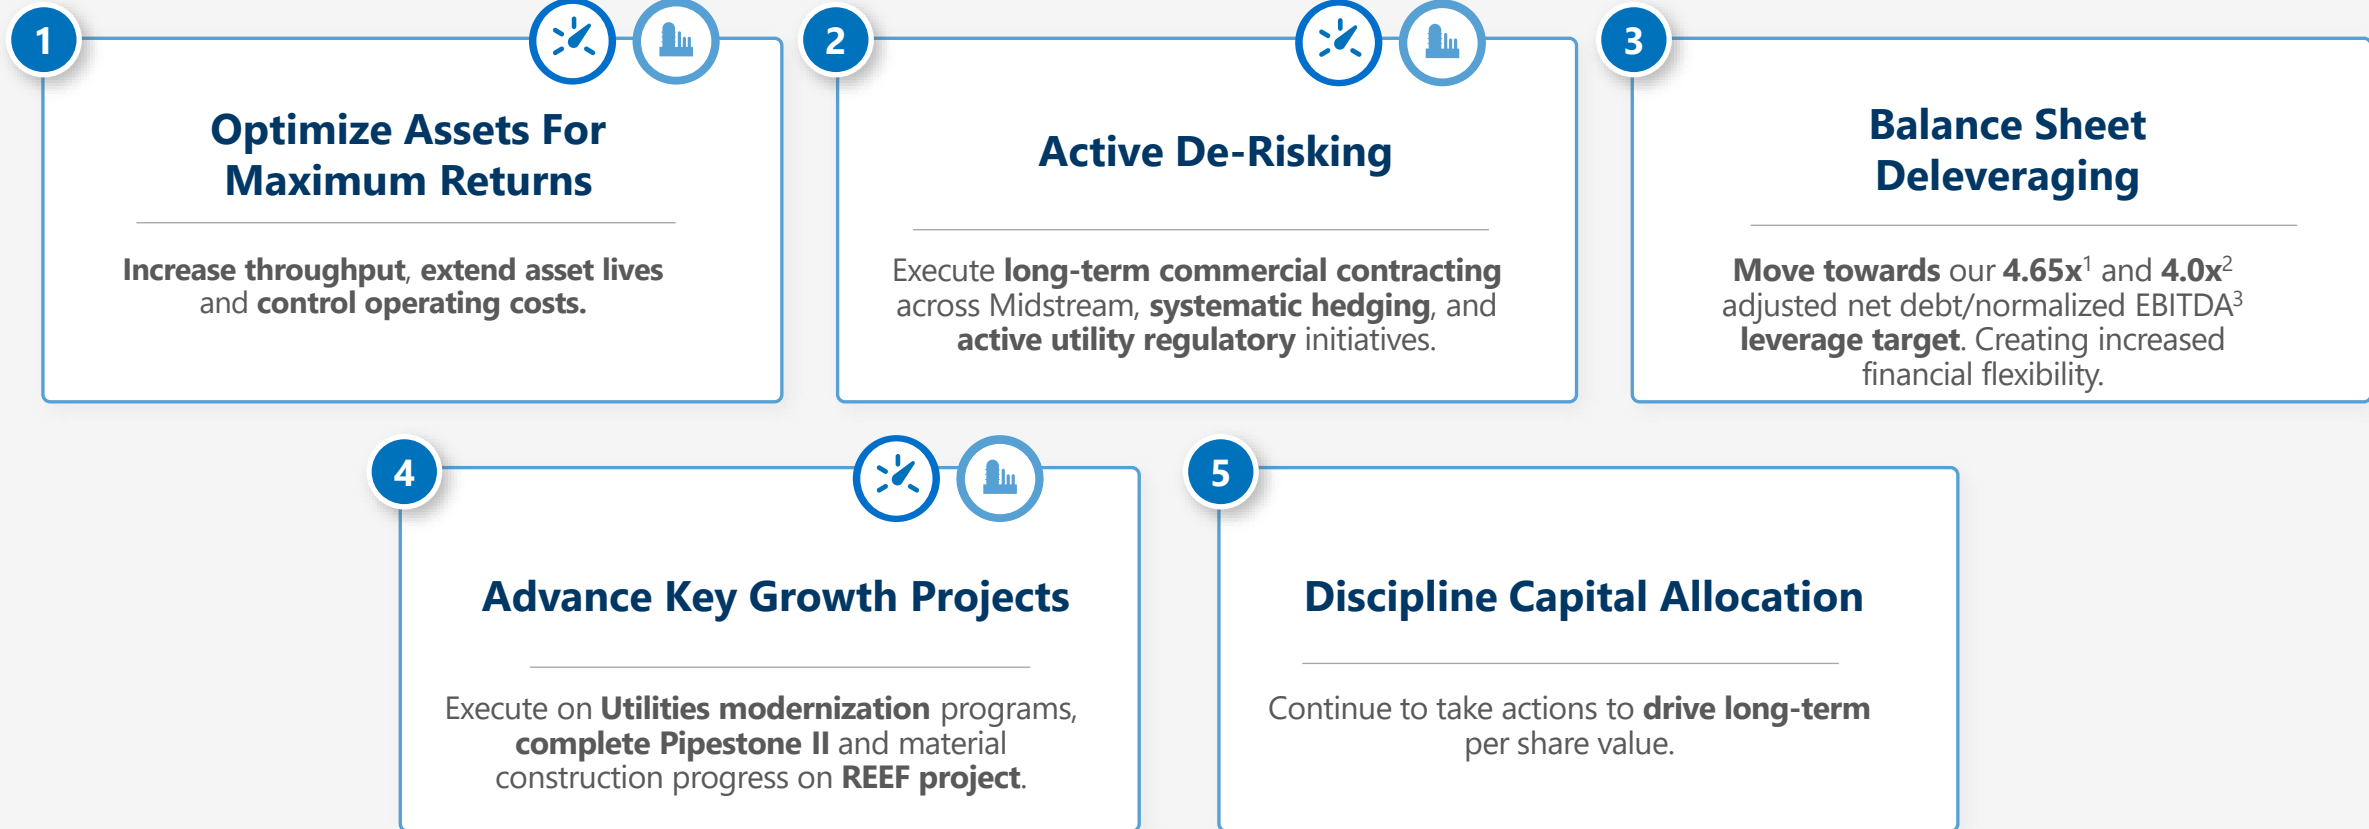 1
Optimize Assets For
Maximum Returns
Increase throughput, extend asset lives
and control operating costs.
2
Active De-Risking
Execute long-term commercial contracting
across Midstream, systematic hedging, and
active utility regulatory initiatives.
3
Balance Sheet
Deleveraging
Move towards our 4.65x¹ and 4.0x²
adjusted net debt/normalized EBITDA³
leverage target. Creating increased
financial flexibility.
4
Advance Key Growth Projects
Execute on Utilities modernization programs,
complete Pipestone II and material
construction progress on REEF project.
5
Discipline Capital Allocation
Continue to take actions to drive long-term
per share value.